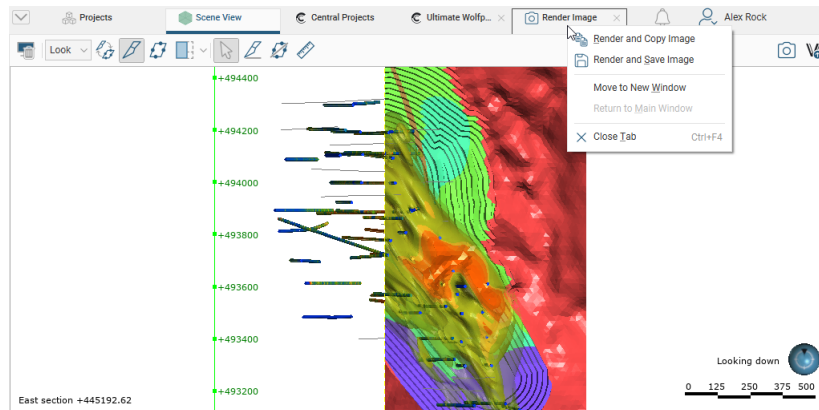 Projects
Scene View
Central Projects
Ultimate Wolfp...
Render Image
Alex Rock
Look
Render and Copy Image
Render and Save Image
Move to New Window
Return to Main Window
Close Tab Ctrl+F4
+494400
+494200
+494000
+493800
+493600
+493400
+493200
Looking down
0 125 250 375 500
East section +445192.62